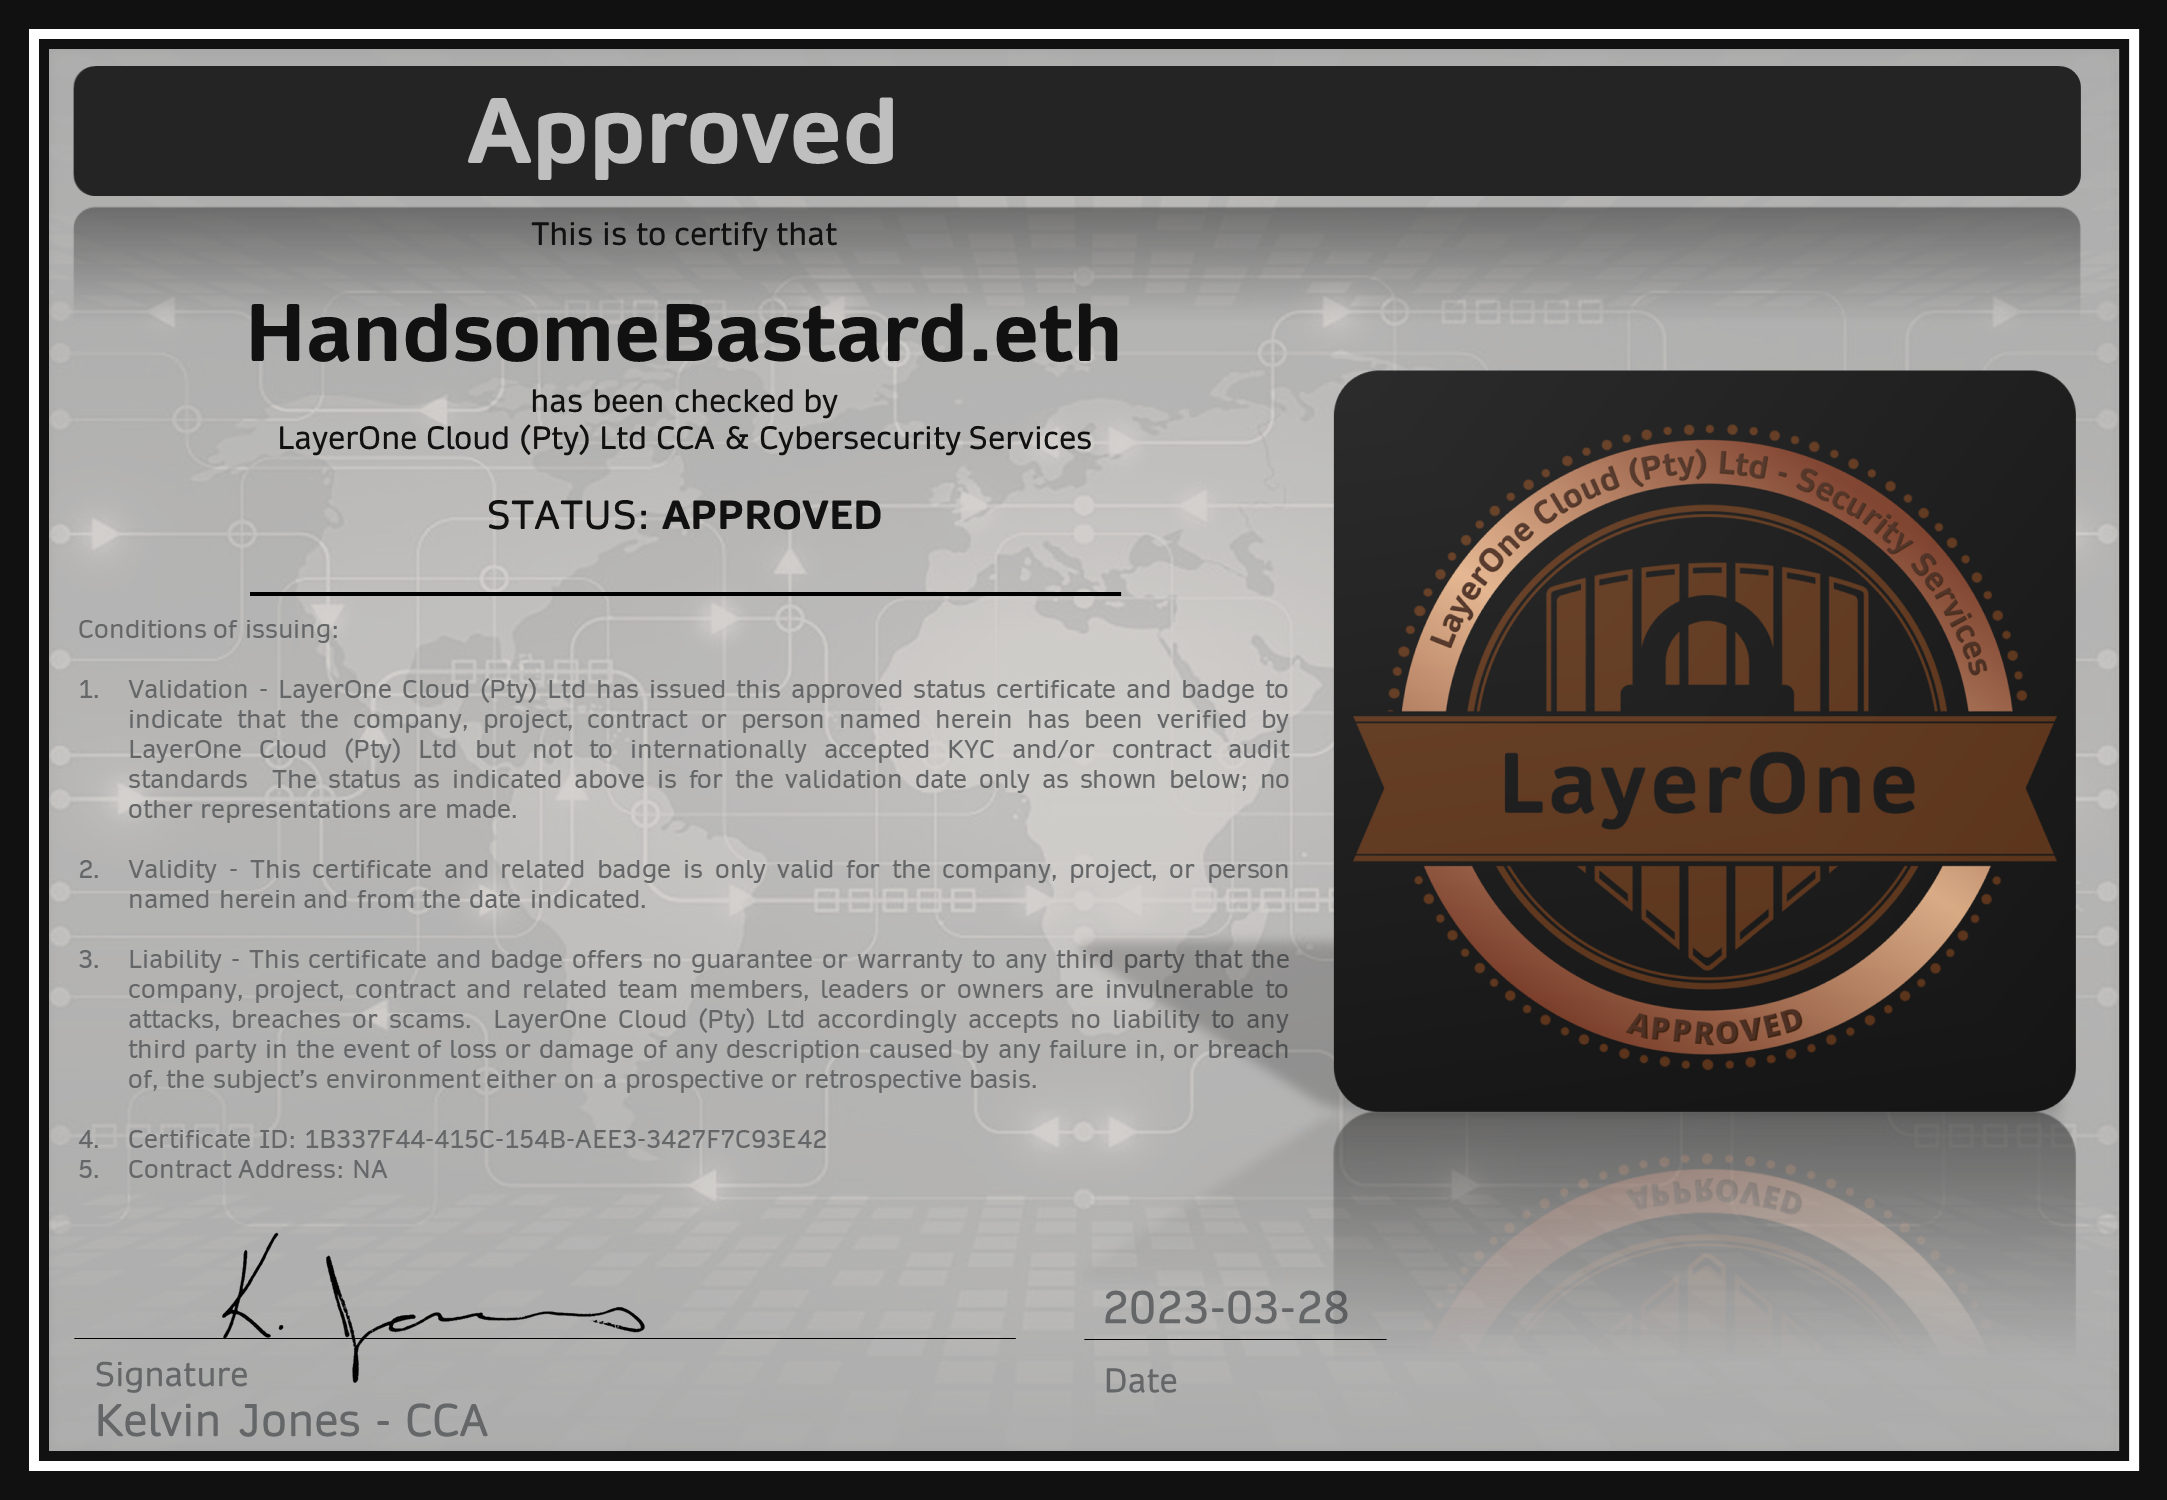 Approved
This is to certify that
HandsomeBastard.eth
has been checked by
LayerOne Cloud (Pty) Ltd CCA & Cybersecurity Services
STATUS: APPROVED
Conditions of issuing:
1. Validation - LayerOne Cloud (Pty) Ltd has issued this approved status certificate and badge to
indicate that the company, project, contract or person named herein has been verified by
LayerOne Cloud (Pty) Ltd but not to internationally accepted KYC and/or contract audit
standards The status as indicated above is for the validation date only as shown below; no
other representations are made.
2. Validity - This certificate and related badge is only valid for the company, project, or person
named herein and from the date indicated.
3. Liability - This certificate and badge offers no guarantee or warranty to any third party that the
company, project, contract and related team members, leaders or owners are invulnerable to
attacks, breaches or scams. LayerOne Cloud (Pty) Ltd accordingly accepts no liability to any
third party in the event of loss or damage of any description caused by any failure in, or breach
of, the subject's environment either on a prospective or retrospective basis.
4. Certificate ID: 1B337F44-415C-154B-AEE3-3427F7C93E42
5. Contract Address: NA
K. Jones
Signature
Kelvin Jones - CCA
2023-03-28
Date
LayerOne Cloud (Pty) Ltd - Security Services
LayerOne
APPROVED
APPROVED